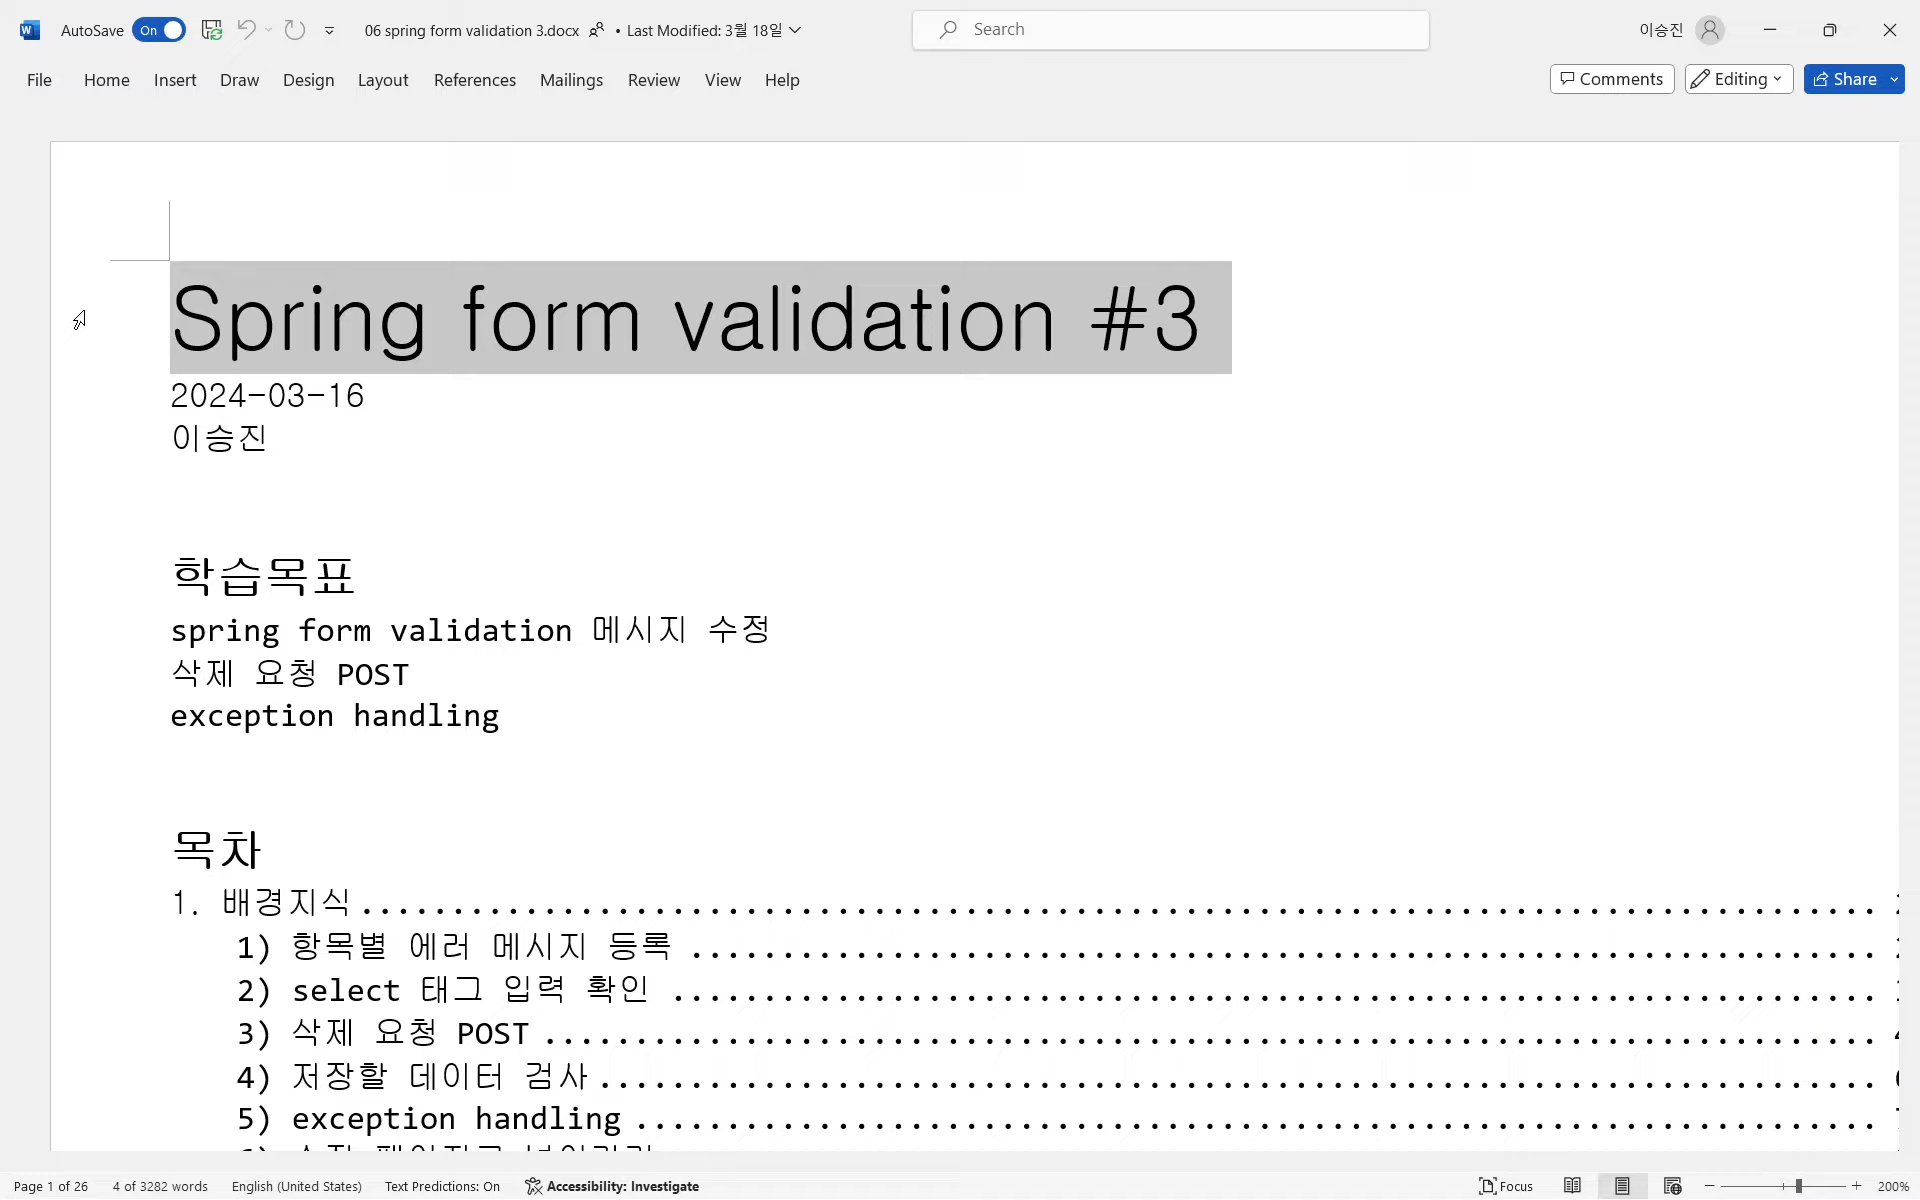 AutoSave On 06 spring form validation 3.docx • Last Modified: 3월 18일 Search 이승진
File Home Insert Draw Design Layout References Mailings Review View Help Comments Editing Share
Spring form validation #3
2024-03-16
이승진
학습목표
spring form validation 메시지 수정
삭제 요청 POST
exception handling
목차
1. 배경지식
1) 항목별 에러 메시지 등록
2) select 태그 입력 확인
3) 삭제 요청 POST
4) 저장할 데이터 검사
5) exception handling
Page 1 of 26 4 of 3282 words English (United States) Text Predictions: On Accessibility: Investigate Focus 200%